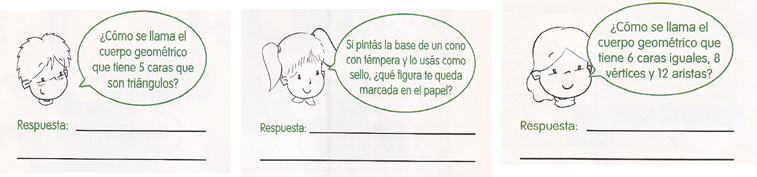 ¿Cómo se llama el
cuerpo geométrico
que tiene 5 caras que
son triángulos?
Respuesta:
Si pintás la base de un cono
con témpera y lo usás como
sello, ¿qué figura te queda
marcada en el papel?
Respuesta:
¿Cómo se llama el
cuerpo geométrico que
tiene 6 caras iguales, 8
vértices y 12 aristas?
Respuesta: